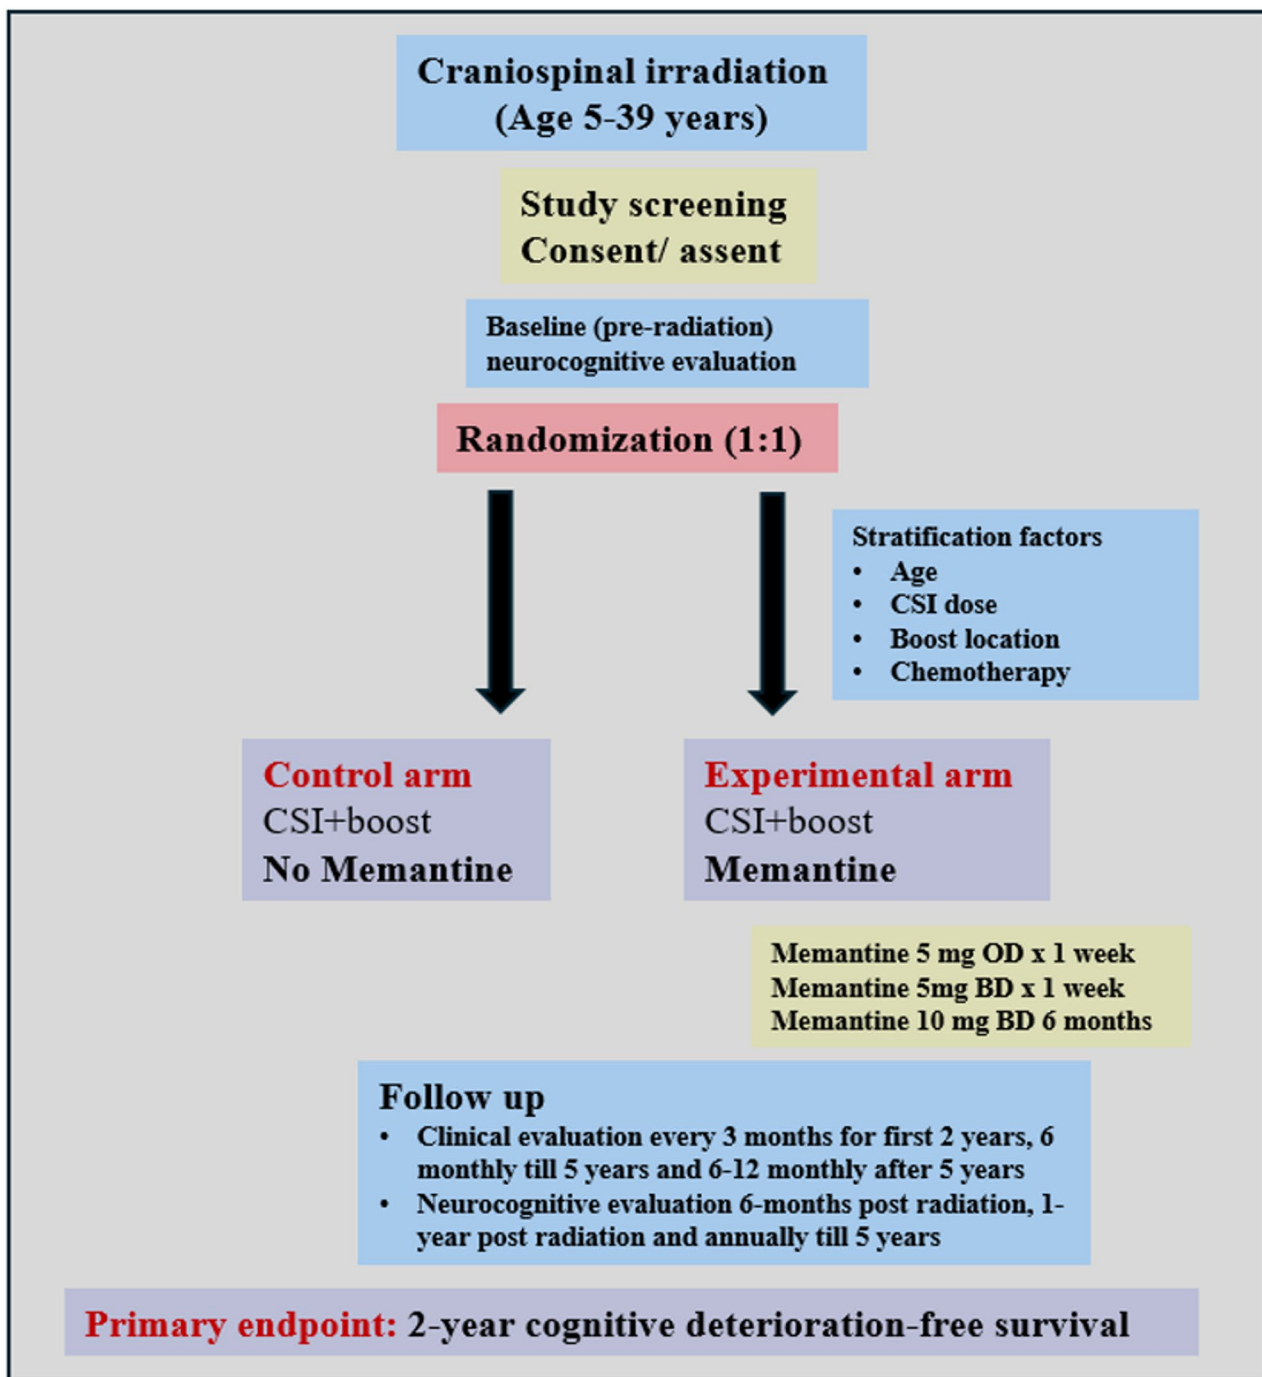 Craniospinal irradiation
(Age 5-39 years)
Study screening
Consent/ assent
Baseline (pre-radiation)
neurocognitive evaluation
Randomization (1:1)
Stratification factors
• Age
• CSI dose
• Boost location
• Chemotherapy
Control arm
CSI+boost
No Memantine
Experimental arm
CSI+boost
Memantine
Memantine 5 mg OD x 1 week
Memantine 5mg BD x 1 week
Memantine 10 mg BD 6 months
Follow up
• Clinical evaluation every 3 months for first 2 years, 6
monthly till 5 years and 6-12 monthly after 5 years
• Neurocognitive evaluation 6-months post radiation, 1-
year post radiation and annually till 5 years
Primary endpoint: 2-year cognitive deterioration-free survival